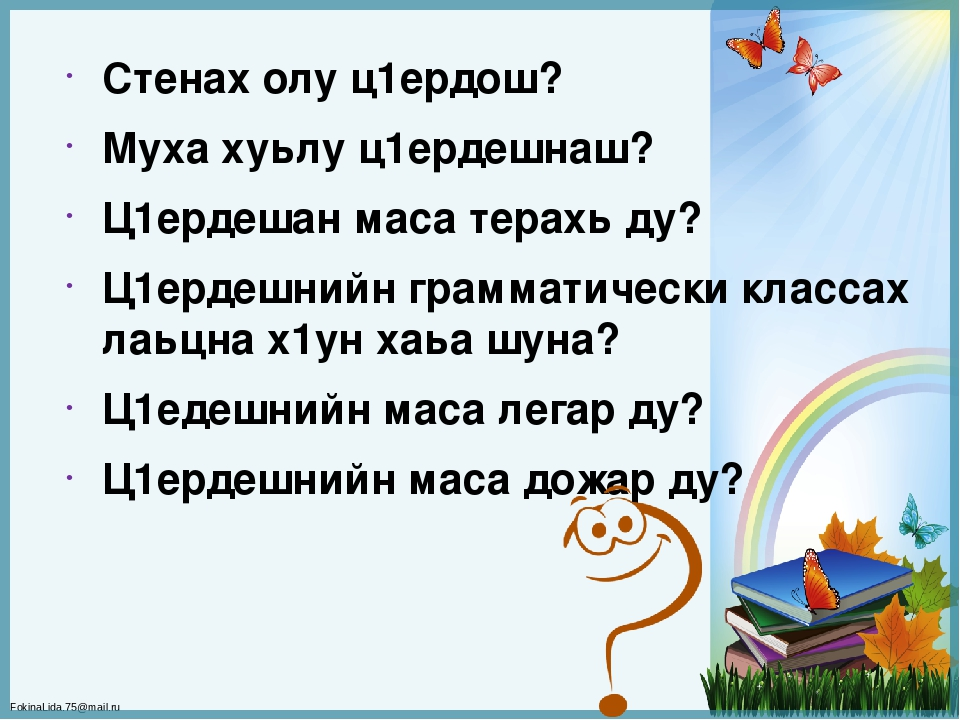 Стенах олу ц1ердош?
Муха хуьлу ц1ердешнаш?
Ц1ердешан маса терахь ду?
Ц1ердешнийн грамматически классах
лаьцна х1ун хаьа шуна?
Ц1едешнийн маса легар ду?
Ц1ердешнийн маса дожар ду?
FokinaLida.75@mail.ru